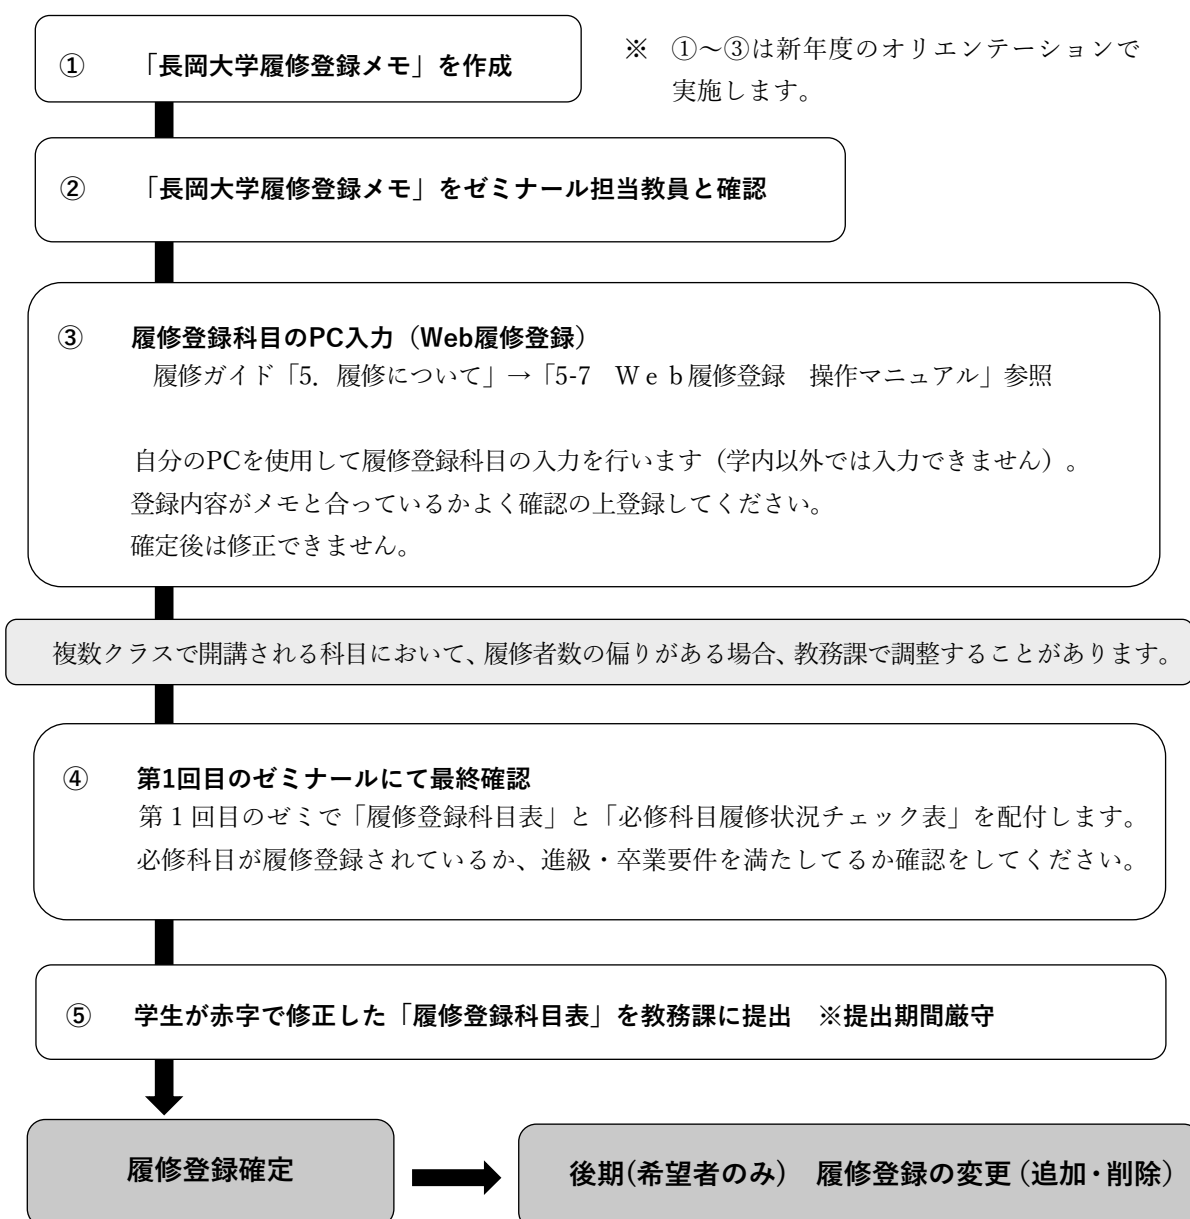 ① 「長岡大学履修登録メモ」を作成
※ ①～③は新年度のオリエンテーションで
実施します。
② 「長岡大学履修登録メモ」をゼミナール担当教員と確認
③ 履修登録科目のPC入力（Web履修登録）
履修ガイド「5．履修について」→「5-7 Ｗｅｂ履修登録 操作マニュアル」参照
自分のPCを使用して履修登録科目の入力を行います（学内以外では入力できません）。
登録内容がメモと合っているかよく確認の上登録してください。
確定後は修正できません。
複数クラスで開講される科目において、履修者数の偏りがある場合、教務課で調整することがあります。
④ 第1回目のゼミナールにて最終確認
第１回目のゼミで「履修登録科目表」と「必修科目履修状況チェック表」を配付します。
必修科目が履修登録されているか、進級・卒業要件を満たしてるか確認をしてください。
⑤ 学生が赤字で修正した「履修登録科目表」を教務課に提出 ※提出期間厳守
履修登録確定
後期(希望者のみ) 履修登録の変更（追加・削除）